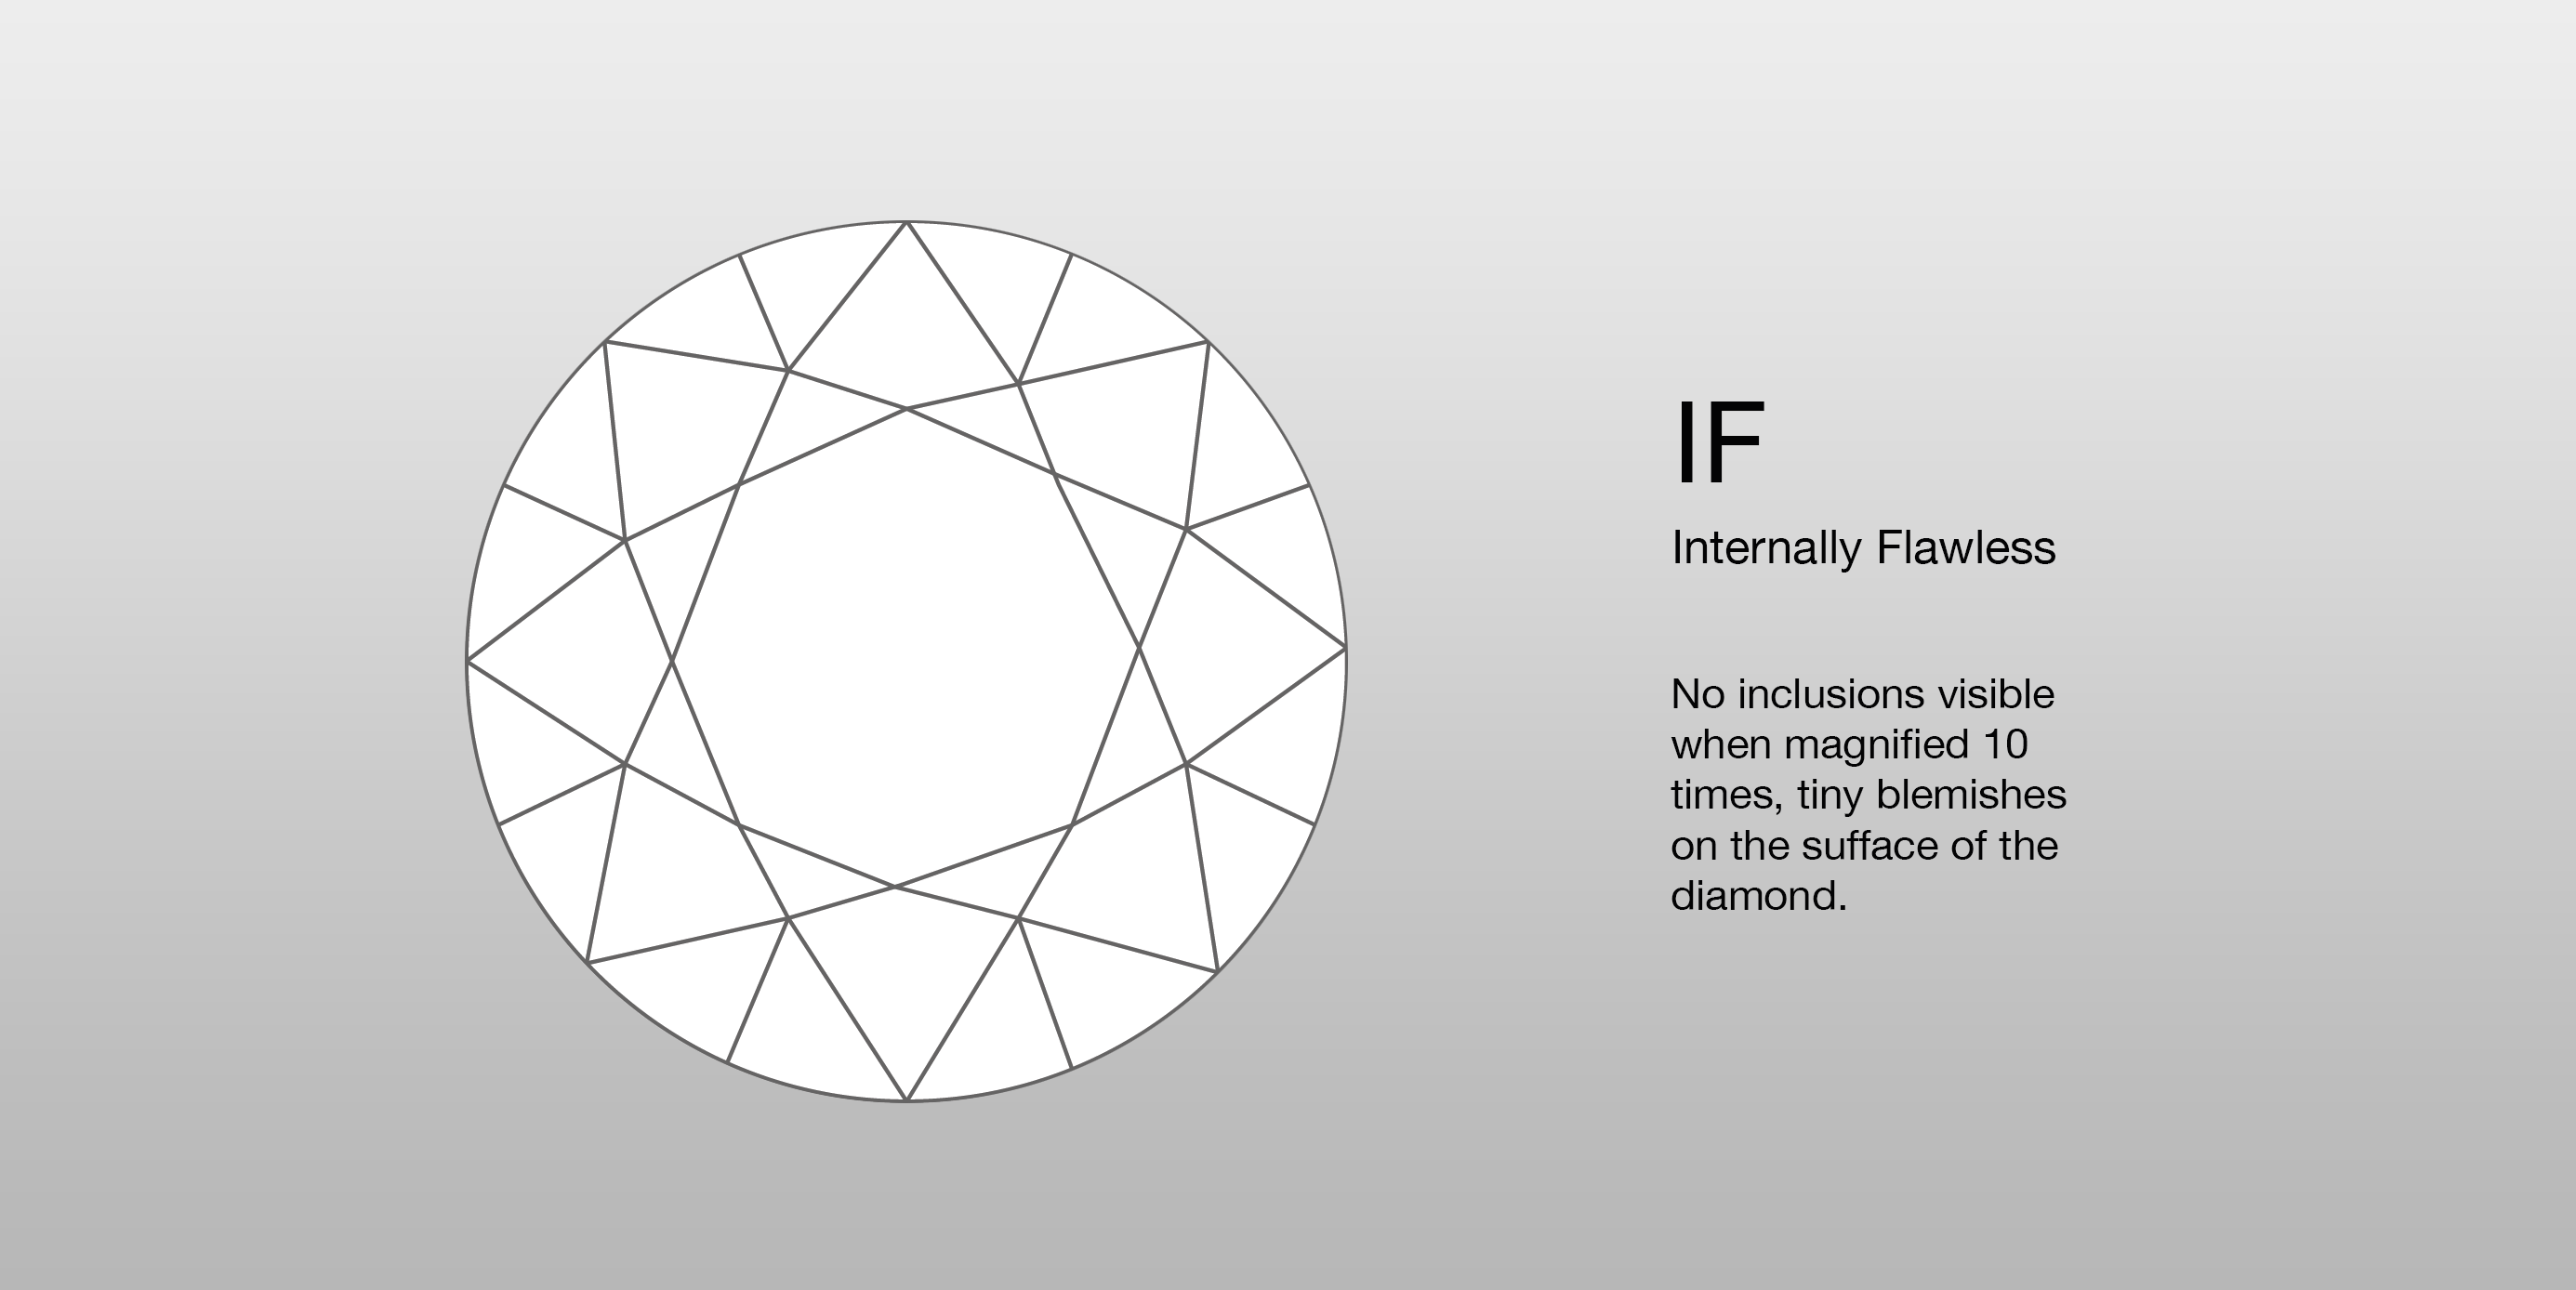 IF
Internally Flawless
No inclusions visible
when magnified 10
times, tiny blemishes
on the sufface of the
diamond.